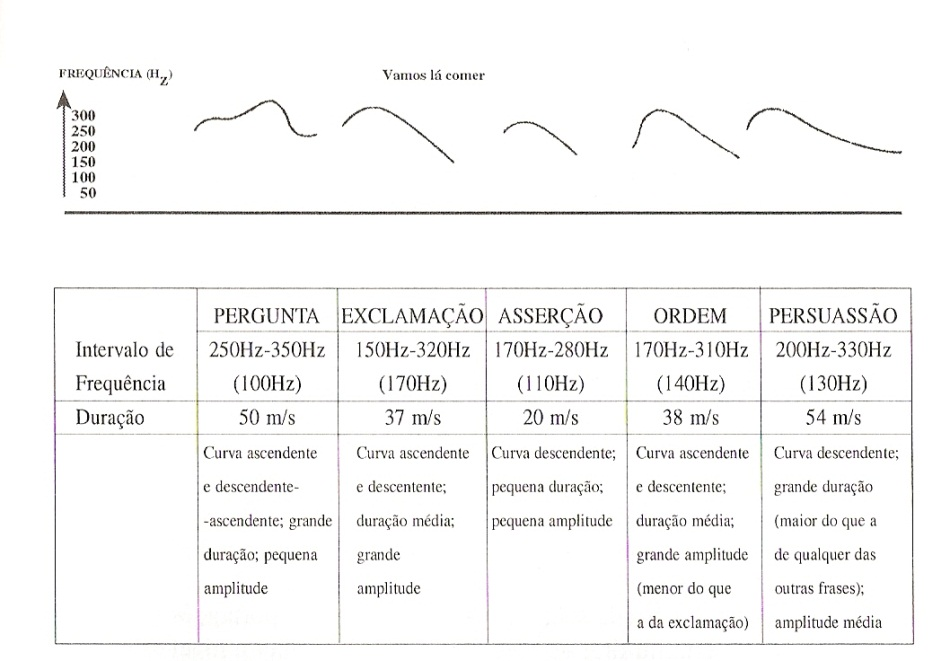 FREQUÊNCIA (HZ)
Vamos lá comer
300
250
200
150
100
50
PERGUNTA EXCLAMAÇÃO ASSERÇÃO ORDEM PERSUASSÃO
Intervalo de 250Hz-350Hz 150Hz-320Hz 170Hz-280Hz 170Hz-310Hz 200Hz-330Hz
Frequência (100Hz) (170Hz) (110Hz) (140Hz) (130Hz)
Duração 50 m/s 37 m/s 20 m/s 38 m/s 54 m/s
Curva ascendente
e descendente-
-ascendente; grande
duração; pequena
amplitude
Curva ascendente
e descentente;
duração média;
grande
amplitude
Curva descendente;
pequena duração;
pequena amplitude
Curva ascendente
e descentente;
duração média;
grande amplitude
(menor do que
a da exclamação)
Curva descendente;
grande duração
(maior do que a
de qualquer das
outras frases);
amplitude média